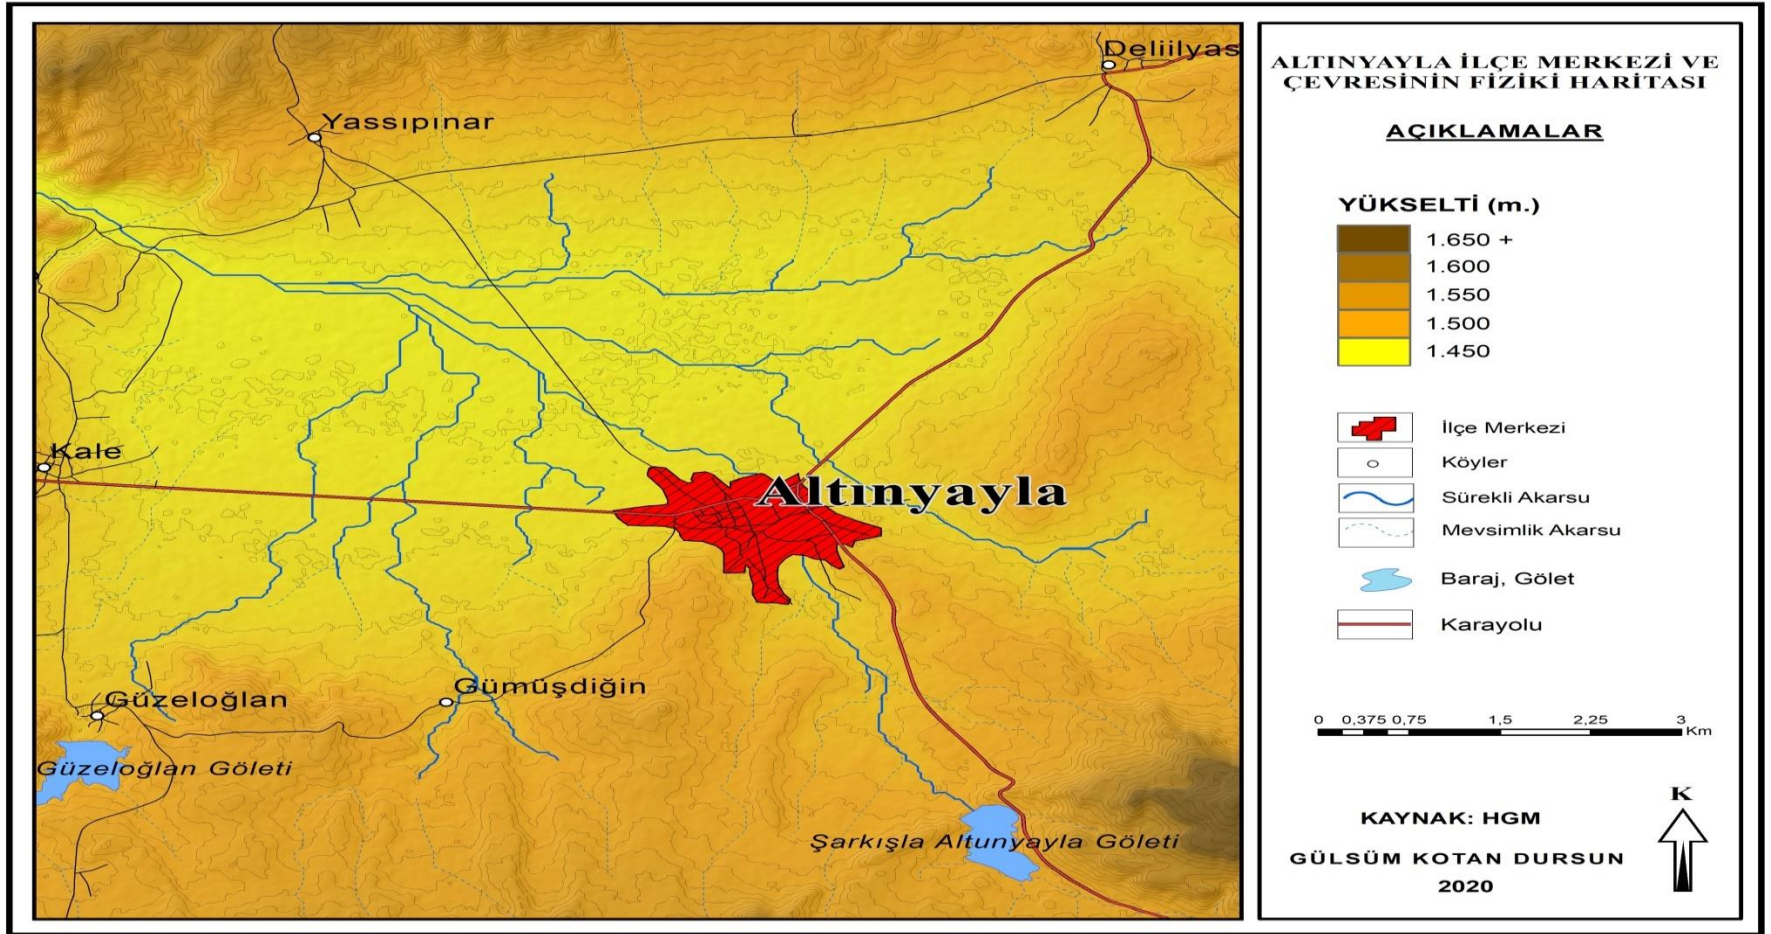 Deliilyas
Yassıpınar
Kale
Altınyayla
Güzeloğlan
Gümüşdiğin
Güzeloğlan Göleti
Şarkışla Altunyayla Göleti
ALTINYAYLA İLÇE MERKEZİ VE
ÇEVRESİNİN FİZİKİ HARİTASI
AÇIKLAMALAR
YÜKSELTİ (m.)
1.650 +
1.600
1.550
1.500
1.450
İlçe Merkezi
Köyler
Sürekli Akarsu
Mevsimlik Akarsu
Baraj, Gölet
Karayolu
0 0,375 0,75 1,5 2,25 3
Km
K
KAYNAK: HGM
GÜLSÜM KOTAN DURSUN
2020